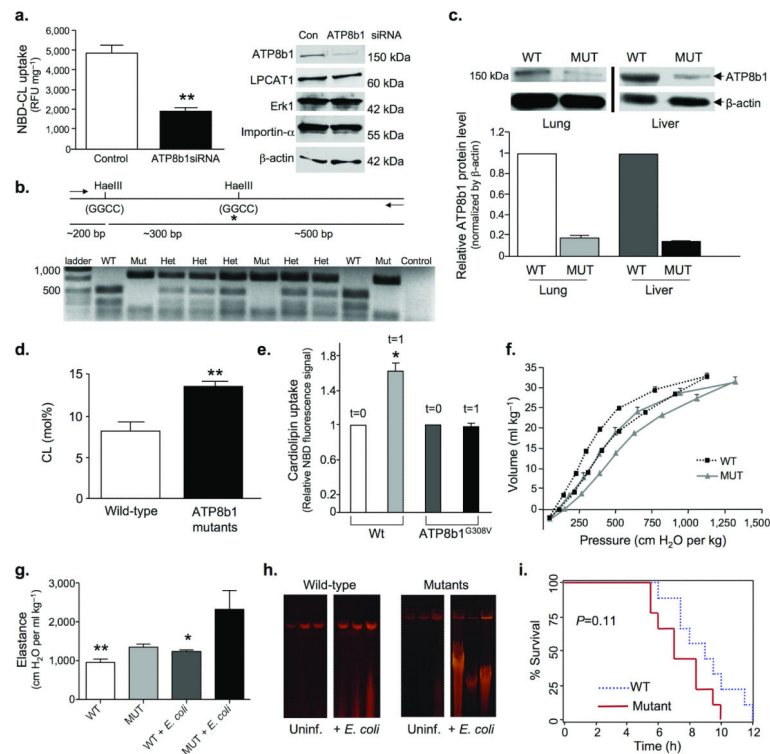 a.
NBD-CL uptake
(RFU mg⁻¹)
6,000
5,000
4,000
3,000
2,000
1,000
0
**
Control
ATP8b1siRNA
Con ATP8b1 siRNA
ATP8b1
150 kDa
LPCAT1
60 kDa
Erk1
42 kDa
Importin-α
55 kDa
β-actin
42 kDa
b.
HaeIII
HaeIII
(GGCC)
(GGCC)
*
~200 bp
~300 bp
~500 bp
ladder WT Mut Het Het Het Mut Het Het WT Mut Control
1,000
500
c.
WT MUT WT MUT
150 kDa
ATP8b1
β-actin
Lung
Liver
Relative ATP8b1 protein level
(normalized by β-actin)
1.2
1
0.8
0.6
0.4
0.2
0
WT MUT WT MUT
Lung
Liver
d.
CL (mol%)
15
10
5
0
**
Wild-type
ATP8b1
mutants
e.
Cardiolipin uptake
(Relative NBD fluorescence signal)
1.8
1.4
1
0.6
0.2
0
t=0
t=1
*
t=0
t=1
Wt
ATP8b1ᴳ³⁰⁸ⱽ
f.
Volume (ml kg⁻¹)
35
30
25
20
15
10
5
0
250 500 750 1,000 1,250 1,500
Pressure (cm H₂O per kg)
WT
MUT
g.
Elastance
(cm H₂O per ml kg⁻¹)
3,000
2,000
1,000
0
**
*
WT
MUT
WT + E. coli
MUT + E. coli
h.
Wild-type
Mutants
Uninf. + E. coli
Uninf. + E. coli
i.
% Survival
100
75
50
25
0
P=0.11
WT
Mutant
0 2 4 6 8 10 12
Time (h)